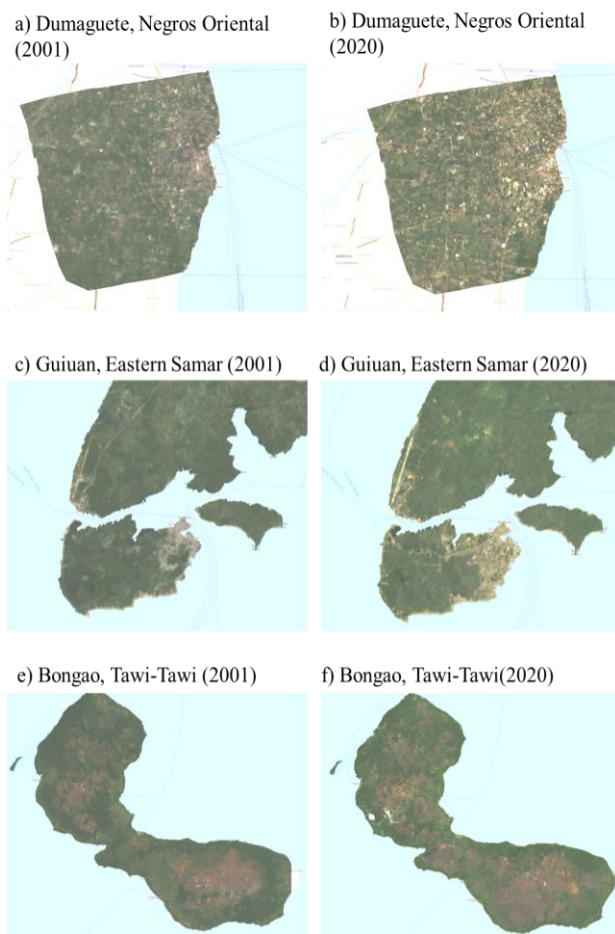 a) Dumaguete, Negros Oriental
(2001)
b) Dumaguete, Negros Oriental
(2020)
c) Guiuan, Eastern Samar (2001)
d) Guiuan, Eastern Samar (2020)
e) Bongao, Tawi-Tawi (2001)
f) Bongao, Tawi-Tawi(2020)